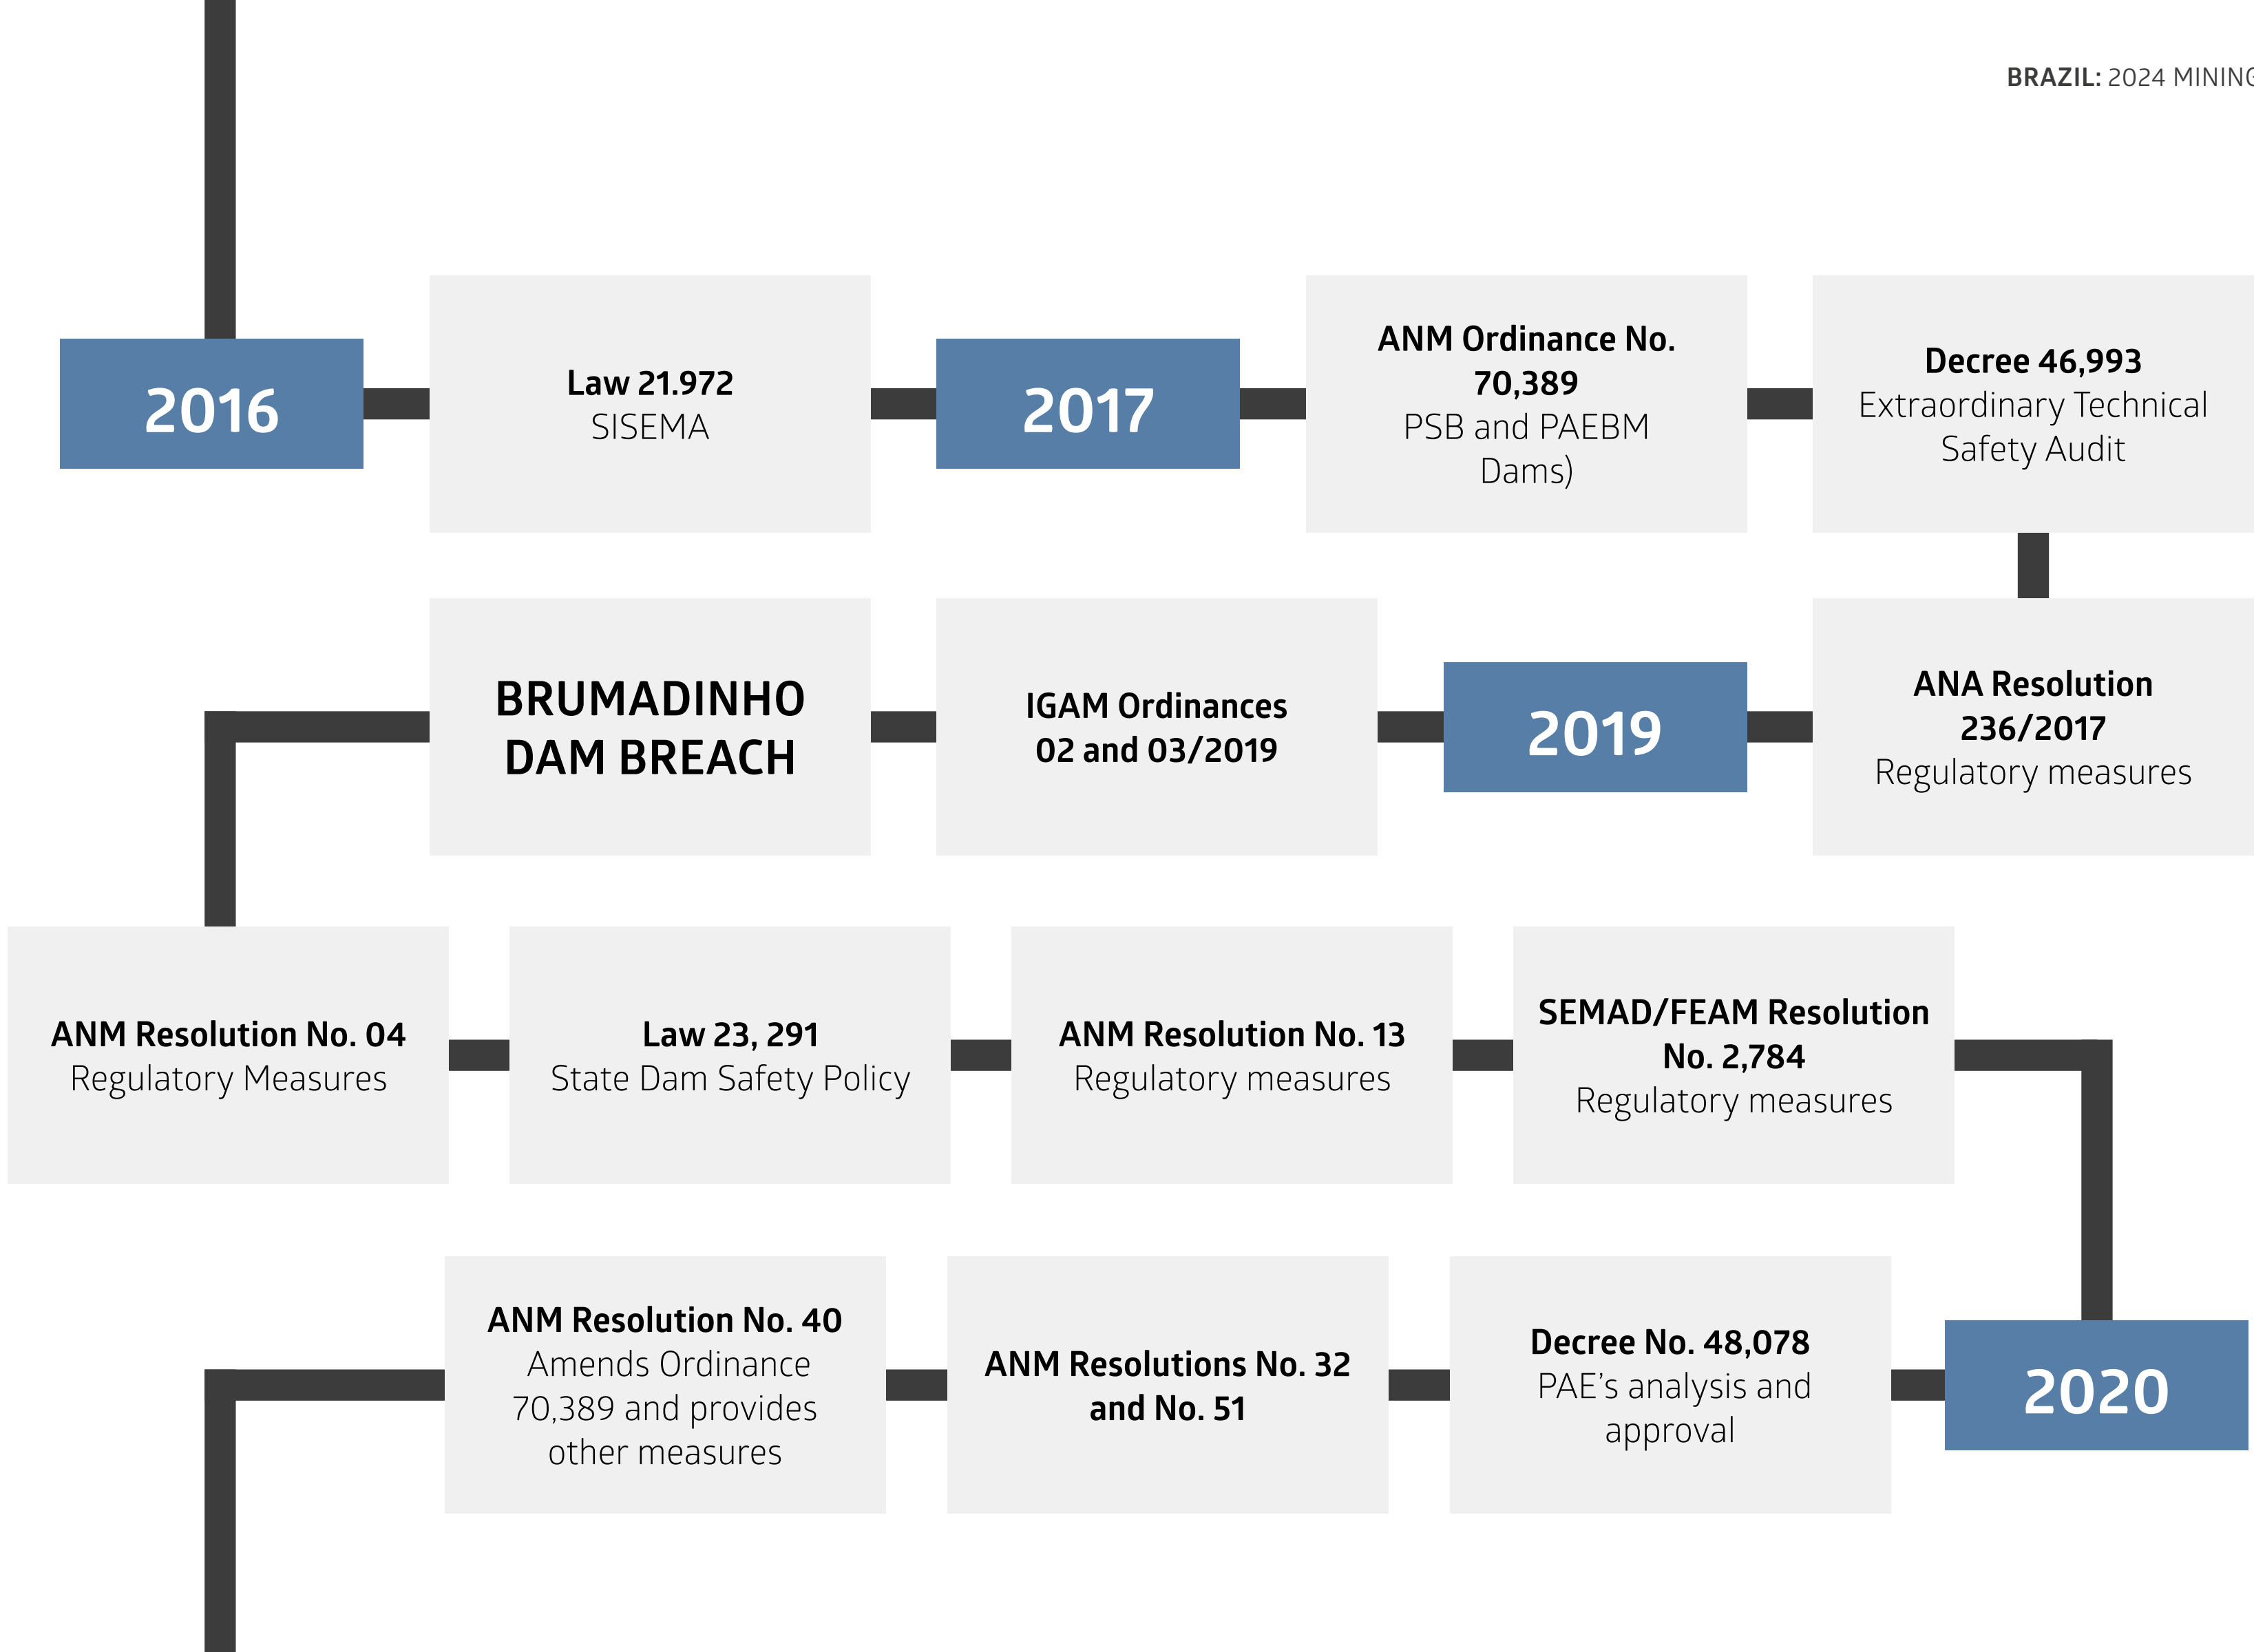 BRAZIL: 2024 MINING
2016
Law 21.972
SISEMA
2017
ANM Ordinance No.
70,389
PSB and PAEBM
Dams)
Decree 46,993
Extraordinary Technical
Safety Audit
BRUMADINHO
DAM BREACH
IGAM Ordinances
02 and 03/2019
2019
ANA Resolution
236/2017
Regulatory measures
ANM Resolution No. 04
Regulatory Measures
Law 23, 291
State Dam Safety Policy
ANM Resolution No. 13
Regulatory measures
SEMAD/FEAM Resolution
No. 2,784
Regulatory measures
ANM Resolution No. 40
Amends Ordinance
70,389 and provides
other measures
ANM Resolutions No. 32
and No. 51
Decree No. 48,078
PAE’s analysis and
approval
2020